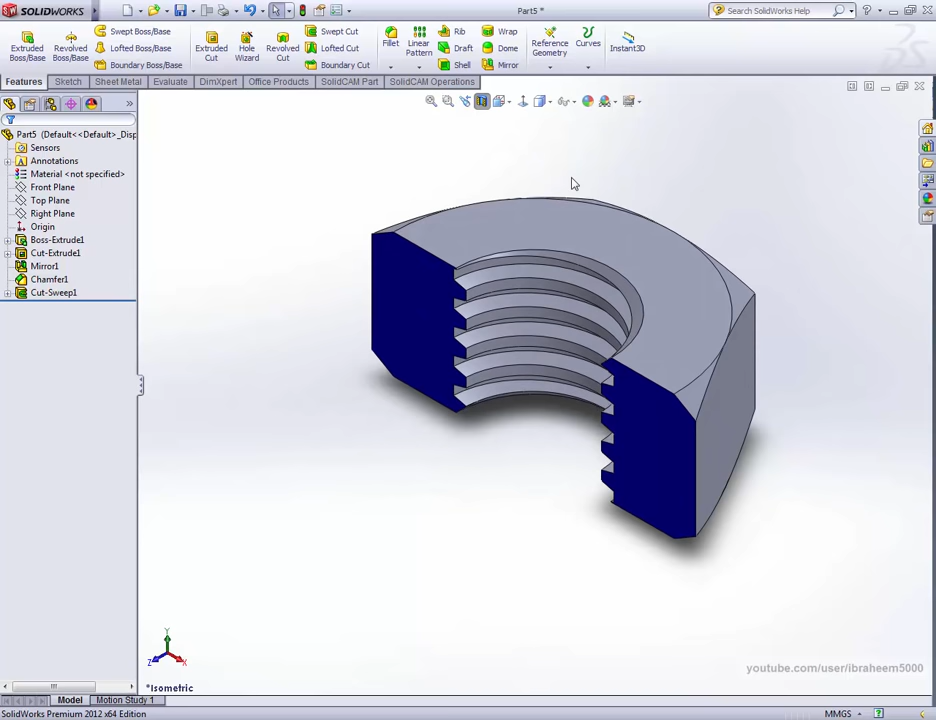 SOLIDWORKS
Part5 *
Search SolidWorks Help
Extruded Boss/Base
Revolved Boss/Base
Swept Boss/Base
Lofted Boss/Base
Boundary Boss/Base
Extruded Cut
Hole Wizard
Revolved Cut
Swept Cut
Lofted Cut
Boundary Cut
Fillet
Linear Pattern
Rib
Draft
Shell
Wrap
Dome
Mirror
Reference Geometry
Curves
Instant3D
Features
Sketch
Sheet Metal
Evaluate
DimXpert
Office Products
SolidCAM Part
SolidCAM Operations
Part5 (Default<<Default>_Disp
Sensors
Annotations
Material <not specified>
Front Plane
Top Plane
Right Plane
Origin
Boss-Extrude1
Cut-Extrude1
Mirror1
Chamfer1
Cut-Sweep1
Y
Z
X
*Isometric
youtube.com/user/ibraheem5000
Model
Motion Study 1
SolidWorks Premium 2012 x64 Edition
MMGS